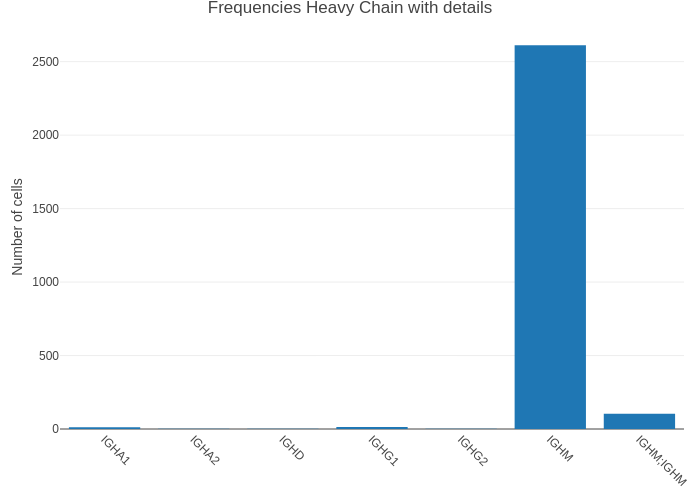 Frequencies Heavy Chain with details
Number of cells
2500
2000
1500
1000
500
0
IGHA1
IGHA2
IGHD
IGHG1
IGHG2
IGHM
IGHM;IGHM